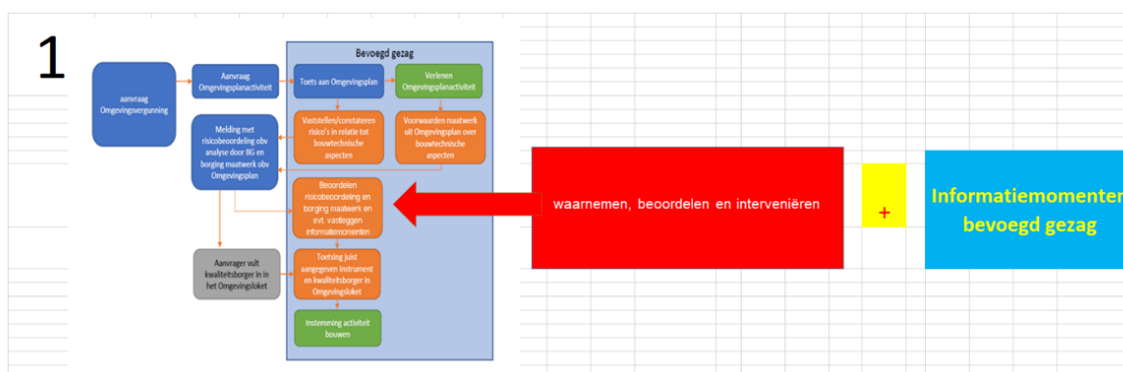 1
Bevoegd gezag
aanvraag
Omgevingsvergunning
Aanvraag
Omgevingsplanactiviteit
Toets aan Omgevingsplan
Verlenen
Omgevingsplanactiviteit
Melding met
risicobeoordeling obv
analyse door BG en
borging maatwerk obv
Omgevingsplan
Vaststellen/constateren
risico's in relatie tot
bouwtechnische
aspecten
Voorwaarden maatwerk
uit Omgevingsplan over
bouwtechnische
aspecten
Beoordelen
risicobeoordeling en
borging maatwerk en
evt. vastleggen
informatiemomenten
Aanvrager vult
kwaliteitsborger in in
het Omgevingsloket
Toetsing juist
aangegeven instrument
en kwaliteitsborger in
Omgevingsloket
Instemming activiteit
bouwen
waarnemen, beoordelen en interveniëren
+
Informatiemomenten
bevoegd gezag